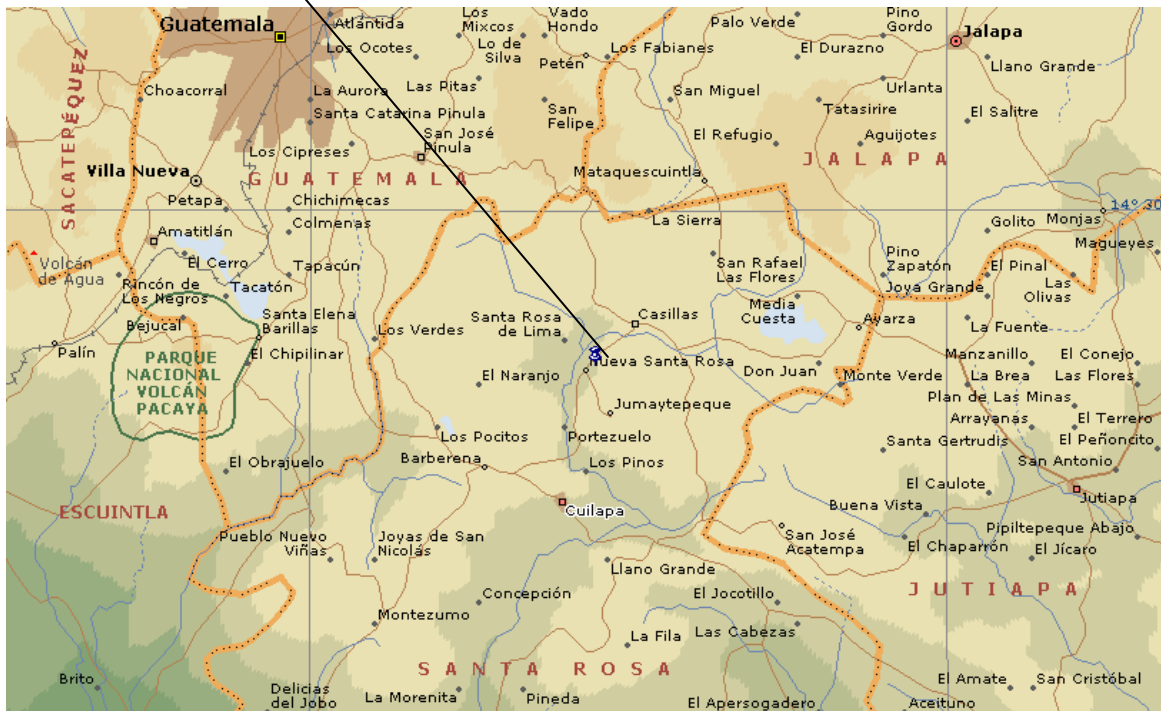 Guatemala
Atlántida
Los Ocotes
Los
Mixcos
Lo de
Silva
Vado
Hondo
Petén
Los Fabianes
Palo Verde
El Durazno
Pino
Gordo
Jalapa
Llano Grande
SACATEPÉQUEZ
Choacorral
La Aurora
Las Pitas
Santa Catarina Pinula
San José
Pinula
San
Felipe
San Miguel
Tatasirire
Urlanta
El Salitre
El Refugio
Aguijotes
Los Cipreses
Villa Nueva
GUATEMALA
Mataquescuintla
JALAPA
Petapa
Chichimecas
Colmenas
La Sierra
14° 30
Golito
Monjas
Magueyes
Amatitlán
El Cerro
Tapacún
Volcán
de Agua
Rincón de
Los Negros
Tacatón
San Rafael
Las Flores
Pino
Zapatón
Joya Grande
El Pinal
Las
Olivas
Bejucal
Santa Elena
Barillas
Los Verdes
Santa Rosa
de Lima
Casillas
Media
Cuesta
Ayarza
La Fuente
Palín
El Chipilinar
PARQUE
NACIONAL
VOLCÁN
PACAYA
El Naranjo
Nueva Santa Rosa
Don Juan
Monte Verde
Manzanillo
La Brea
El Conejo
Las Flores
Plan de Las Minas
Jumaytepeque
Arrayanas
El Terrero
Los Pocitos
Portezuelo
Santa Gertrudis
El Peñoncito
El Obrajuelo
Barberena
Los Pinos
San Antonio
El Caulote
Jutiapa
ESCUINTLA
Cuilapa
Buena Vista
Pueblo Nuevo
Viñas
Joyas de San
Nicolás
San José
Acatempa
El Chaparrón
Pipiltepeque Abajo
El Jícaro
Llano Grande
JUTIAPA
Concepción
El Jocotillo
Montezumo
La Fila
Las Cabezas
SANTA ROSA
Brito
Delicias
del Jobo
La Morenita
Pineda
El Apersogadero
El Amate
San Cristóbal
Aceituno